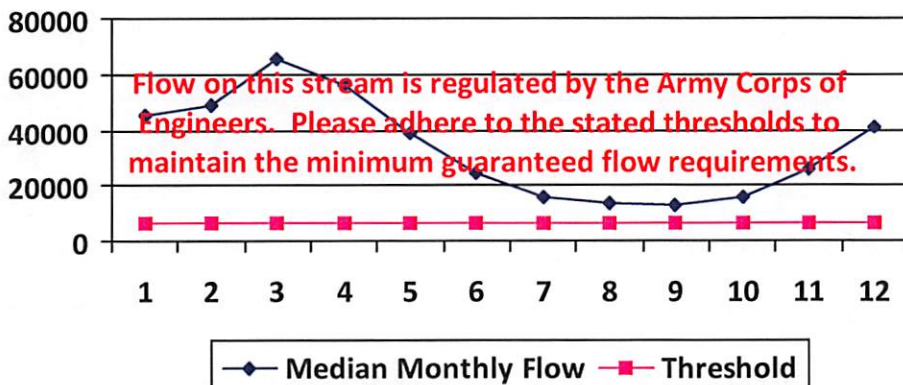 80000
60000
40000
20000
0
Flow on this stream is regulated by the Army Corps of
Engineers. Please adhere to the stated thresholds to
maintain the minimum guaranteed flow requirements.
1 2 3 4 5 6 7 8 9 10 11 12
Median Monthly Flow Threshold